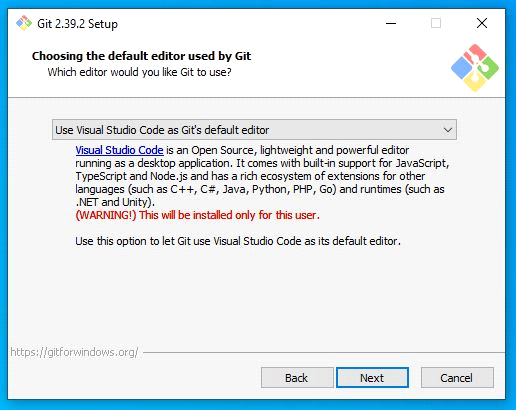 Git 2.39.2 Setup
Choosing the default editor used by Git
Which editor would you like Git to use?
Use Visual Studio Code as Git's default editor
Visual Studio Code is an Open Source, lightweight and powerful editor
running as a desktop application. It comes with built-in support for JavaScript,
TypeScript and Node.js and has a rich ecosystem of extensions for other
languages (such as C++, C#, Java, Python, PHP, Go) and runtimes (such as
.NET and Unity).
(WARNING!) This will be installed only for this user.
Use this option to let Git use Visual Studio Code as its default editor.
https://gitforwindows.org/
Back
Next
Cancel